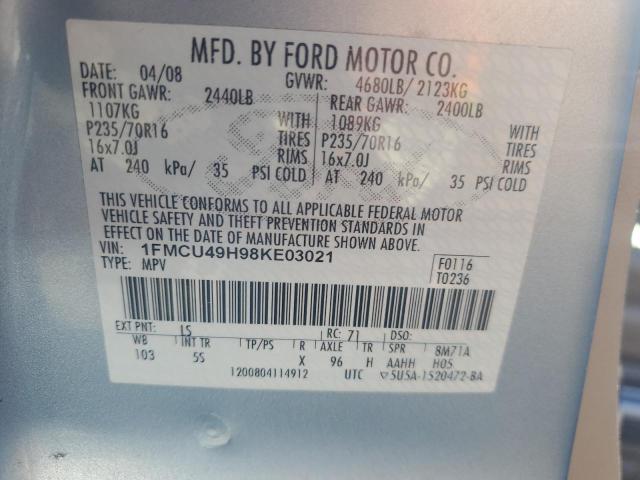 MFD. BY FORD MOTOR CO.
DATE: 04/08 GVWR: 4680LB/ 2123KG
FRONT GAWR: 2440LB REAR GAWR: 2400LB
1107KG WITH 1089KG WITH
P235/70R16 TIRES P235/70R16 TIRES
16x7.0J RIMS 16x7.0J RIMS
AT 240 kPa/ 35 PSI COLD AT 240 kPa/ 35 PSI COLD
THIS VEHICLE CONFORMS TO ALL APPLICABLE FEDERAL MOTOR
VEHICLE SAFETY AND THEFT PREVENTION STANDARDS IN
EFFECT ON THE DATE OF MANUFACTURE SHOWN ABOVE.
VIN: 1FMCU49H98KE03021 F0116
TYPE: MPV T0236
EXT PNT: LS RC: 71 DSO:
WB INT TR TP/PS R AXLE TR SPR 8M71A
103 5S X 96 H AAHH H05
1200804114912 UTC ▽5U5A-1520472-BA